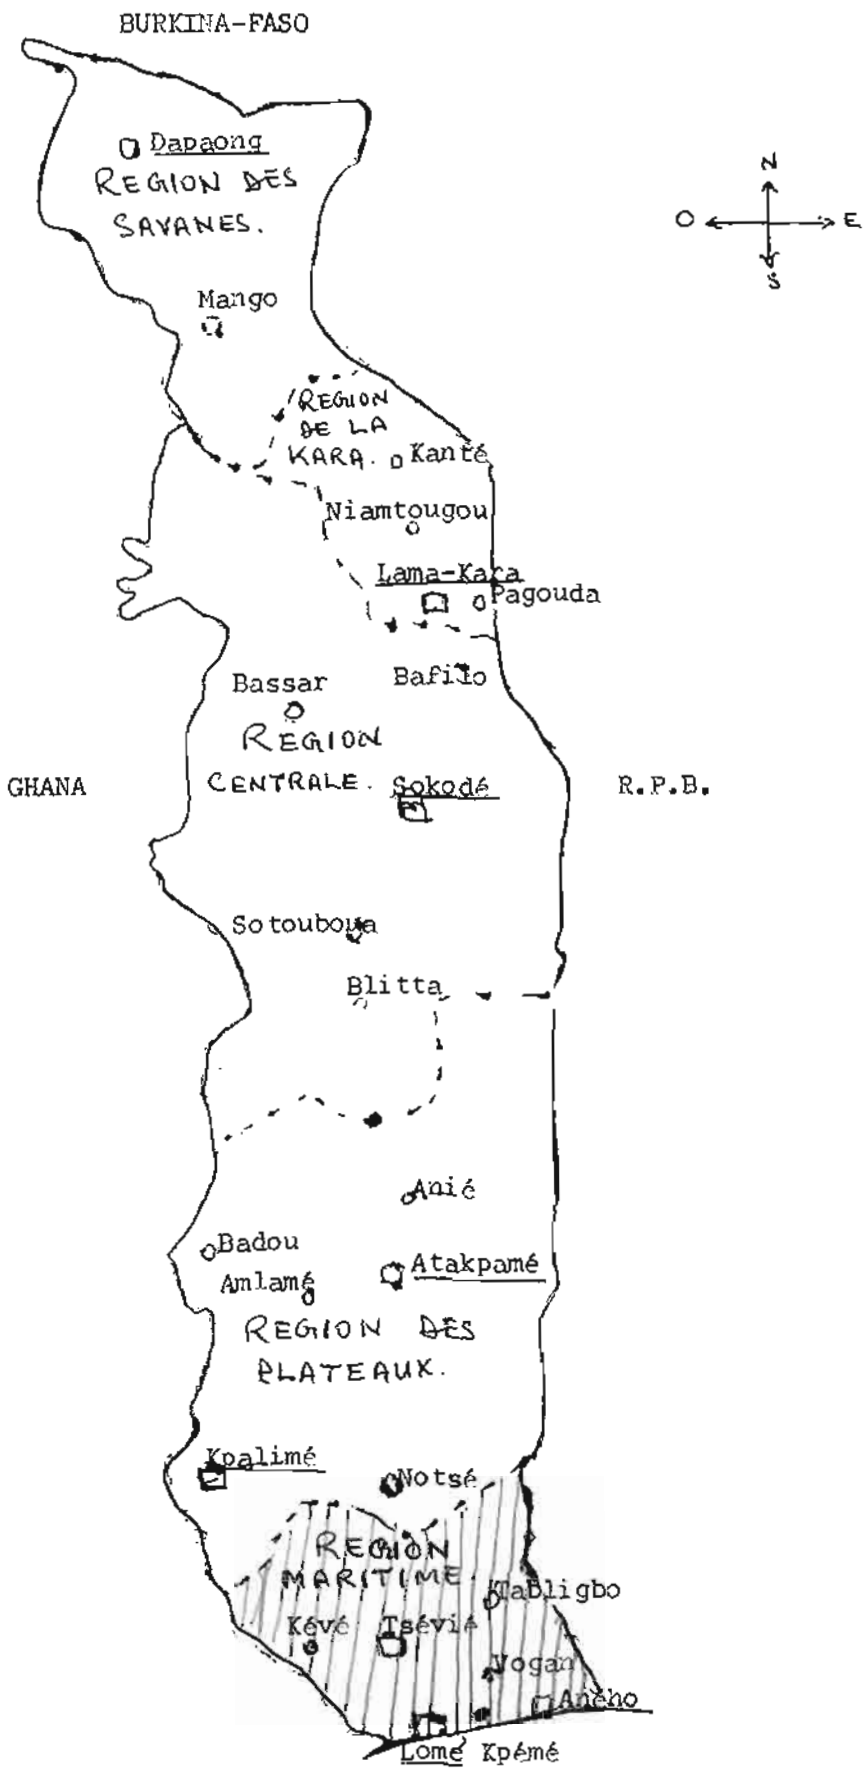 BURKINA-FASO
Dapaong
REGION DES
SAVANES.
N
O
E
S
Mango
REGION
DE LA
KARA.
Kanté
Niamtougou
Lama-Kara
Pagouda
Bafilo
Bassar
REGION
CENTRALE.
Sokodé
GHANA
R.P.B.
Sotouboua
Blitta
Anié
Badou
Atakpamé
Amlamé
REGION DES
PLATEAUX.
Kpalimé
Notsé
REGION
MARITIME.
Tabligbo
Kévé
Tsévié
Vogan
Aného
Lomé
Kpémé